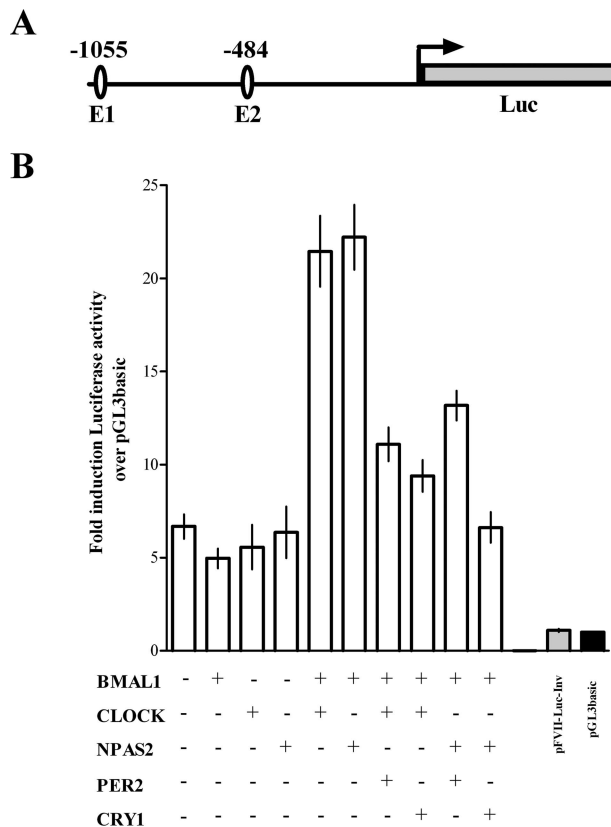 A
-1055
-484
E1
E2
Luc
B
Fold induction Luciferase activity
over pGL3basic
25
20
15
10
5
0
BMAL1 - + - - + + + + + +
CLOCK - - + - + - + + - -
NPAS2 - - - + - + - - + +
PER2 - - - - - - + - + -
CRY1 - - - - - - - + - +
pFVII-Luc-Inv
pGL3basic